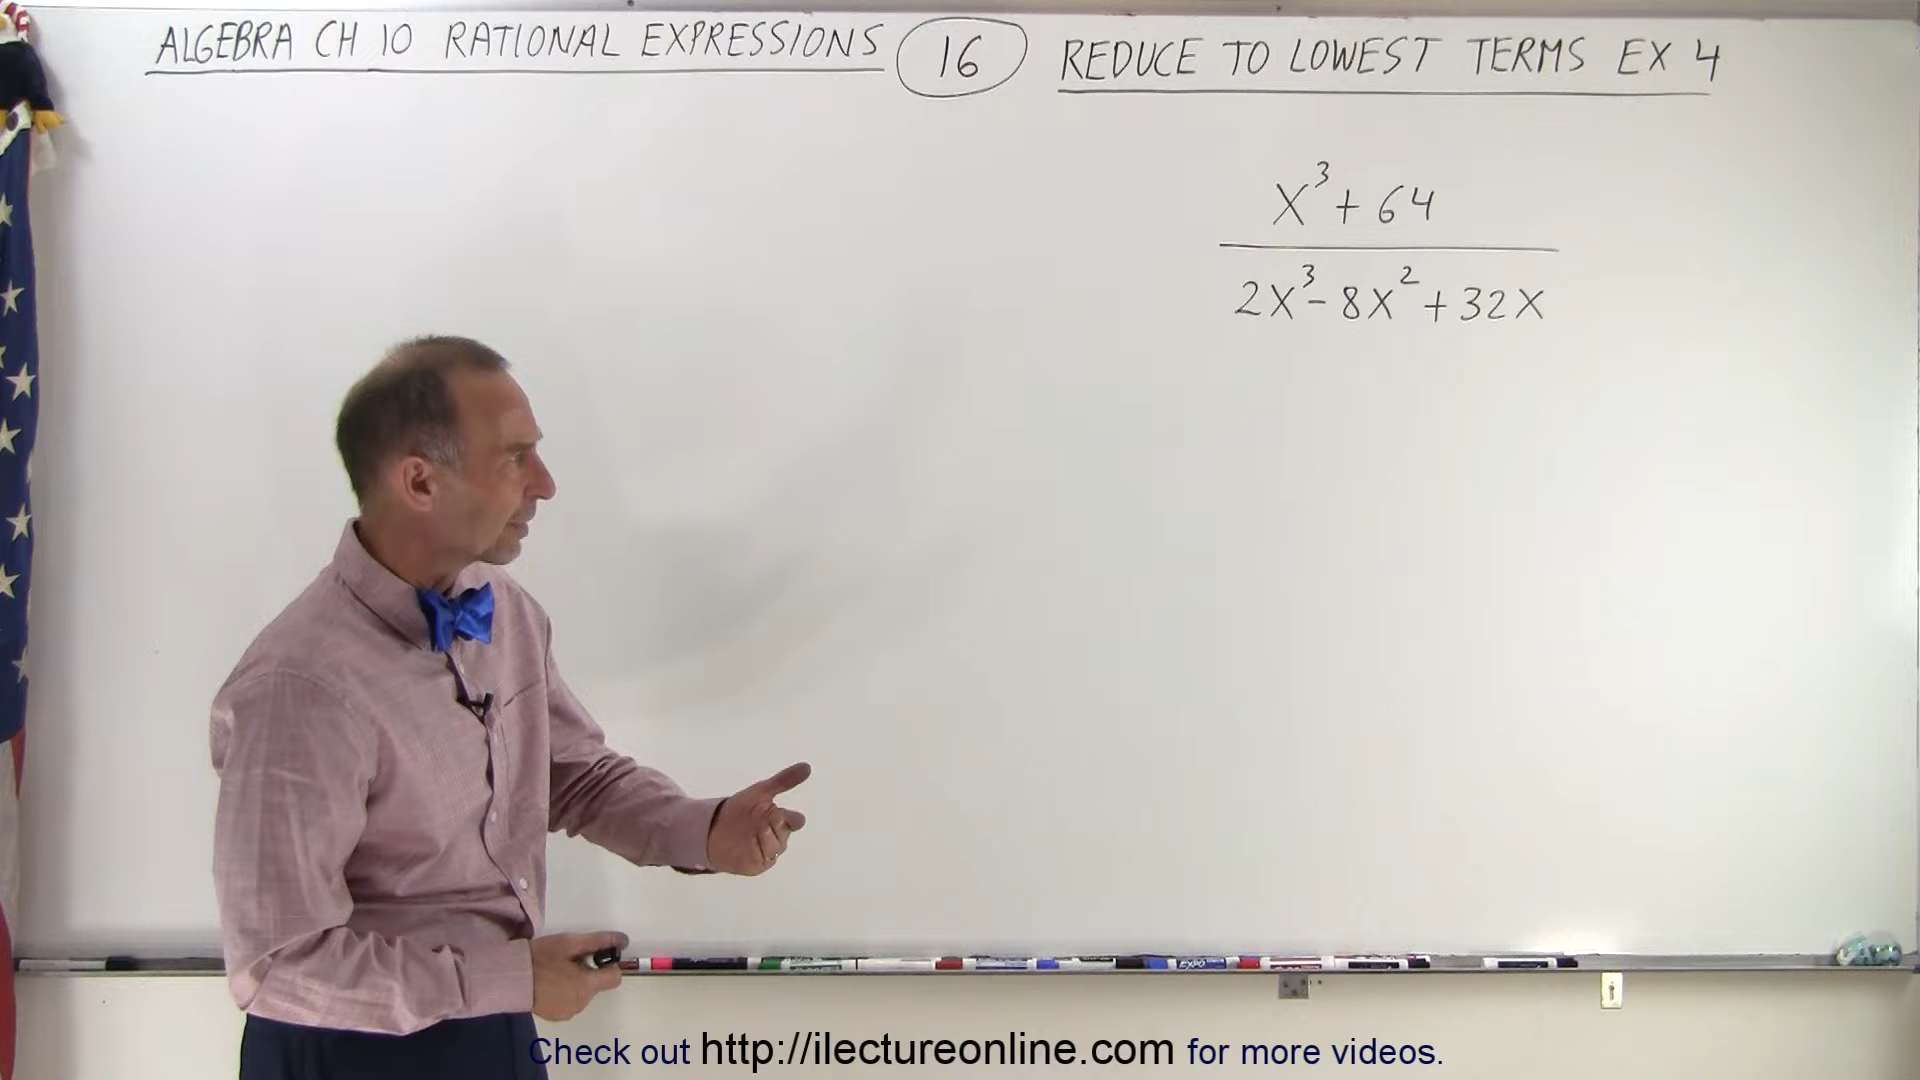 ALGEBRA CH 10 RATIONAL EXPRESSIONS 16 REDUCE TO LOWEST TERMS EX 4
x³ + 64
2x³ - 8x² + 32x
EXPO
Check out http://ilectureonline.com for more videos.